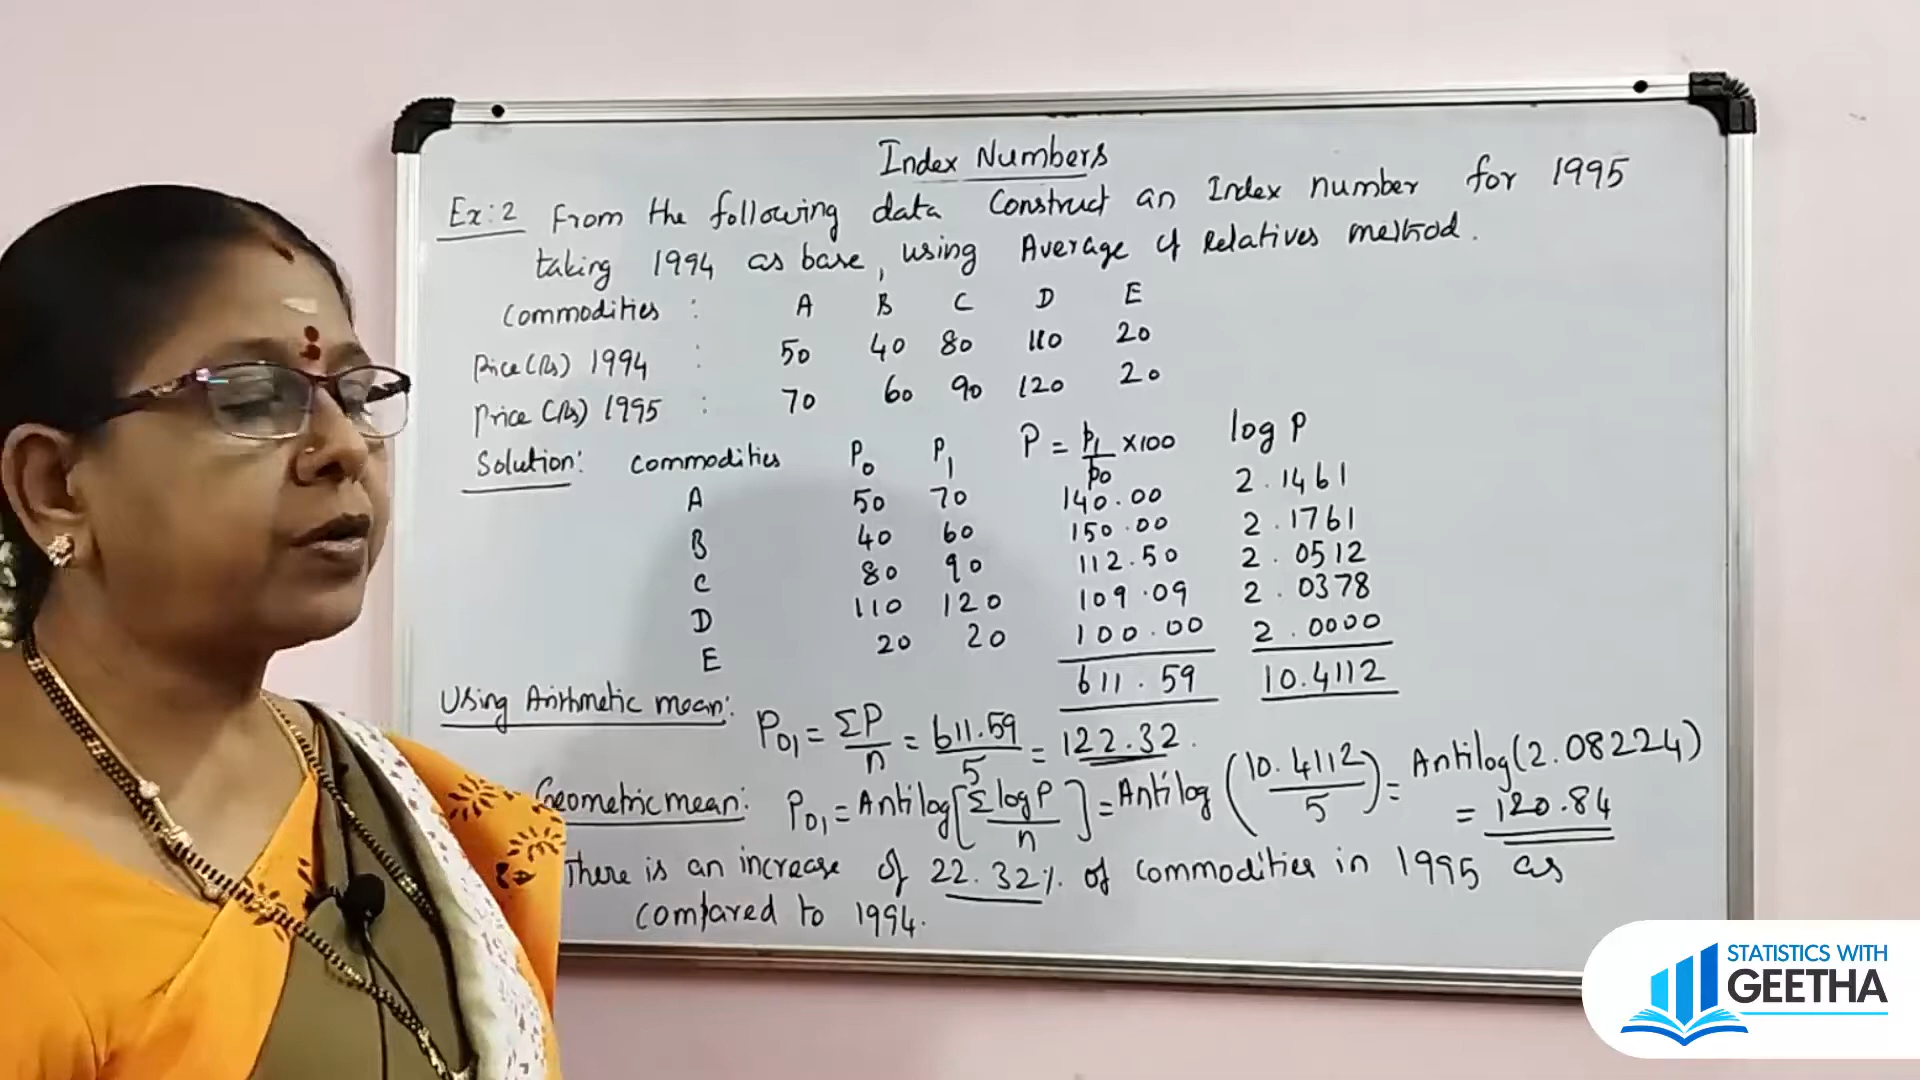 Index Numbers
Ex:2 From the following data construct an Index number for 1995
taking 1994 as base, using Average of relatives method.
Commodities : A B C D E
Price (Rs) 1994 : 50 40 80 110 20
Price (Rs) 1995 : 70 60 90 120 20
Solution: Commodities P0 P1 P = p1/p0 ×100 log P
A 50 70 140.00 2.1461
B 40 60 150.00 2.1761
C 80 90 112.50 2.0512
D 110 120 109.09 2.0378
E 20 20 100.00 2.0000
611.59 10.4112
Using Arithmetic mean: P01 = ΣP/n = 611.59/5 = 122.32.
Geometric mean: P01 = Antilog[Σ log P/n] = Antilog (10.4112/5) = Antilog(2.08224)
= 120.84
There is an increase of 22.32% of commodities in 1995 as
compared to 1994.
STATISTICS WITH
GEETHA